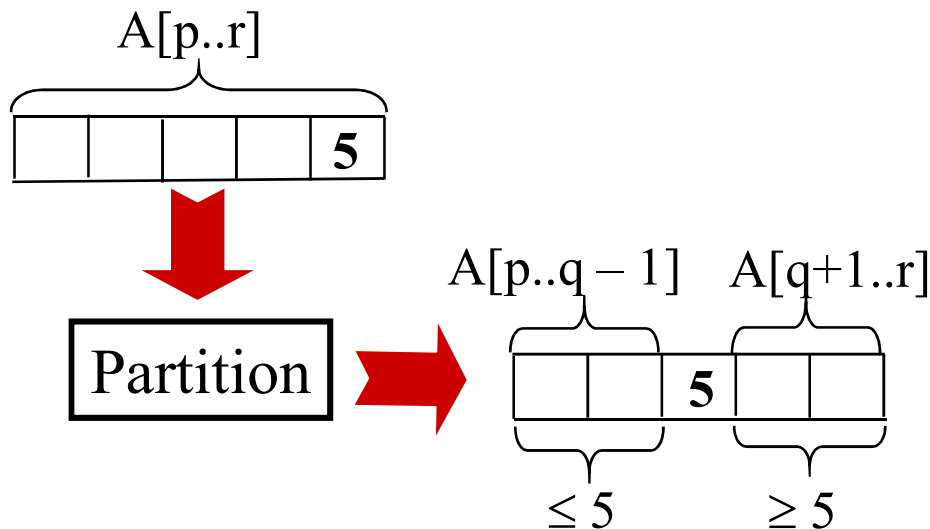 A[p..r]
5
Partition
A[p..q – 1] A[q+1..r]
5
≤ 5 ≥ 5